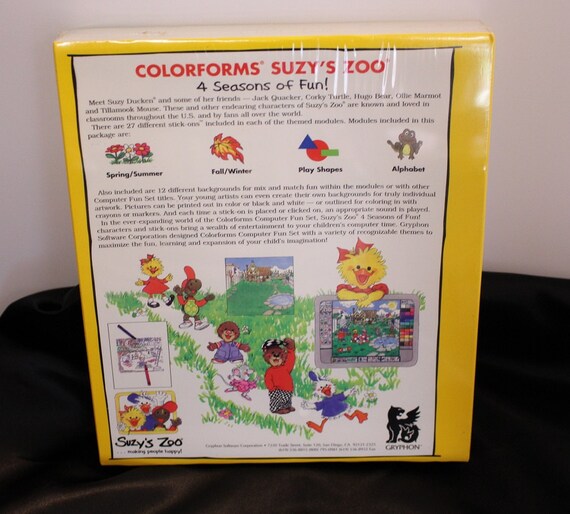 COLORFORMS® SUZY'S ZOO®
4 Seasons of Fun!
Meet Suzy Ducken® and some of her friends — Jack Quacker, Corky Turtle, Hugo Bear, Ollie Marmot
and Tillamook Mouse. These and other endearing characters of Suzy's Zoo® are known and loved in
classrooms throughout the U.S. and by fans all over the world.
There are 27 different stick-ons™ included in each of the themed modules. Modules included in this
package are:
Spring/Summer
Fall/Winter
Play Shapes
Alphabet
Also included are 12 different backgrounds for mix and match fun within the modules or with other
Computer Fun Set titles. Your young artists can even create their own backgrounds for truly individual
artwork. Pictures can be printed in color or black and white — or outlined for coloring in with
crayons or markers. And each time a stick-on is placed or clicked on, an appropriate sound is played.
In the ever-expanding world of the Colorforms Computer Fun Set, Suzy's Zoo® 4 Seasons of Fun!
characters and stick-ons bring a wealth of entertainment to your children's computer time. Gryphon
Software Corporation designed Colorforms Computer Fun Set with a variety of recognizable themes to
maximize the fun, learning and expansion of your child's imagination!
Suzy's Zoo®
... making people happy!
GRYPHON
Gryphon Software Corporation • Trade Street, Suite San Diego, CA